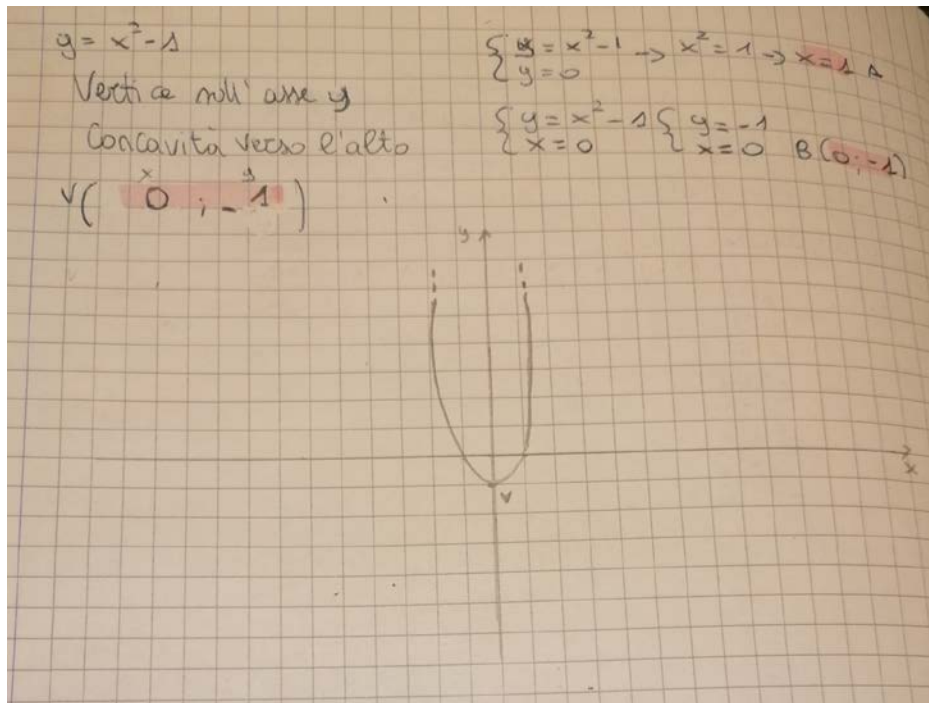 y = x² - 1
Vertice sull' asse y
Concavità verso l'alto
x y
V( 0 ; -1 )
{ y = x² - 1 → x² = 1 → x = 1 A
{ y = 0
{ y = x² - 1 { y = -1
{ x = 0 { x = 0 B (0; -1)
y
x
V